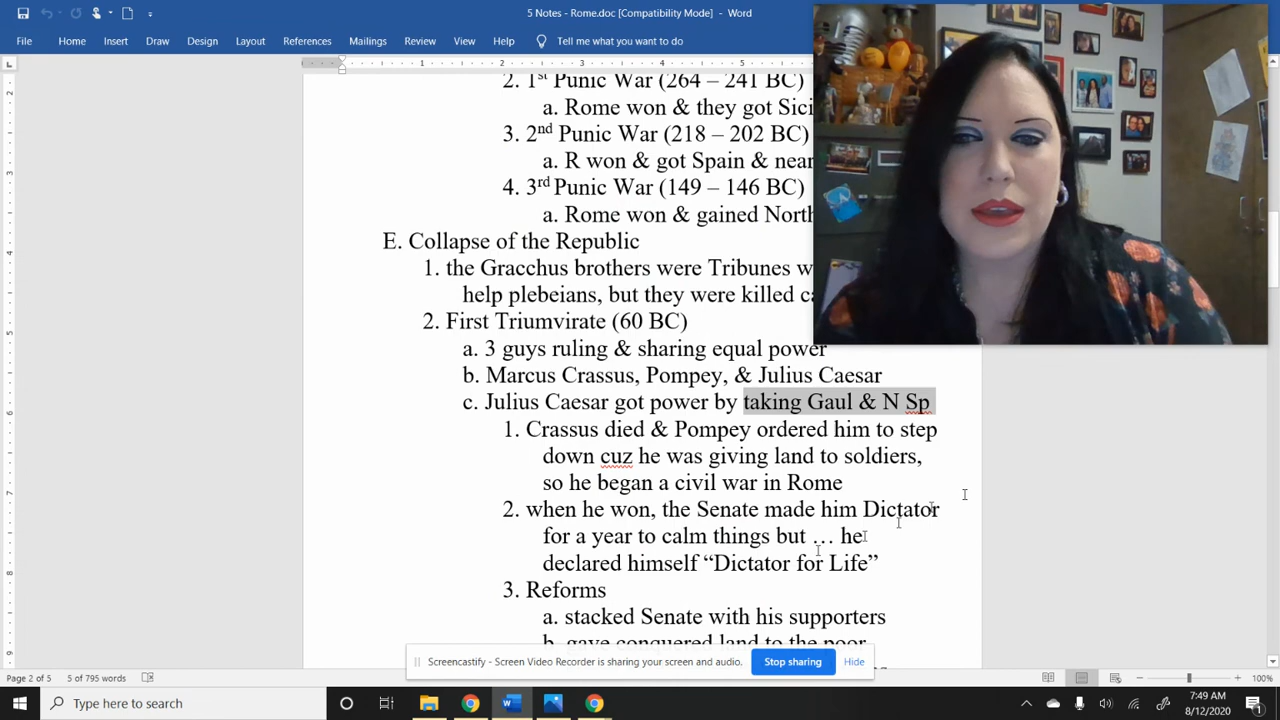 5 Notes - Rome.doc [Compatibility Mode] - Word
File Home Insert Draw Design Layout References Mailings Review View Help Tell me what you want to do
2. 1st Punic War (264 – 241 BC)
a. Rome won & they got Sici
3. 2nd Punic War (218 – 202 BC)
a. R won & got Spain & near
4. 3rd Punic War (149 – 146 BC)
a. Rome won & gained North
E. Collapse of the Republic
1. the Gracchus brothers were Tribunes w
help plebeians, but they were killed ca
2. First Triumvirate (60 BC)
a. 3 guys ruling & sharing equal power
b. Marcus Crassus, Pompey, & Julius Caesar
c. Julius Caesar got power by taking Gaul & N Sp
1. Crassus died & Pompey ordered him to step
down cuz he was giving land to soldiers,
so he began a civil war in Rome
2. when he won, the Senate made him Dictator
for a year to calm things but … he
declared himself “Dictator for Life”
3. Reforms
a. stacked Senate with his supporters
b. gave conquered land to the poor
Screencastify - Screen Video Recorder is sharing your screen and audio. Stop sharing Hide
Page 2 of 5 5 of 795 words 100%
Type here to search
7:49 AM
8/12/2020